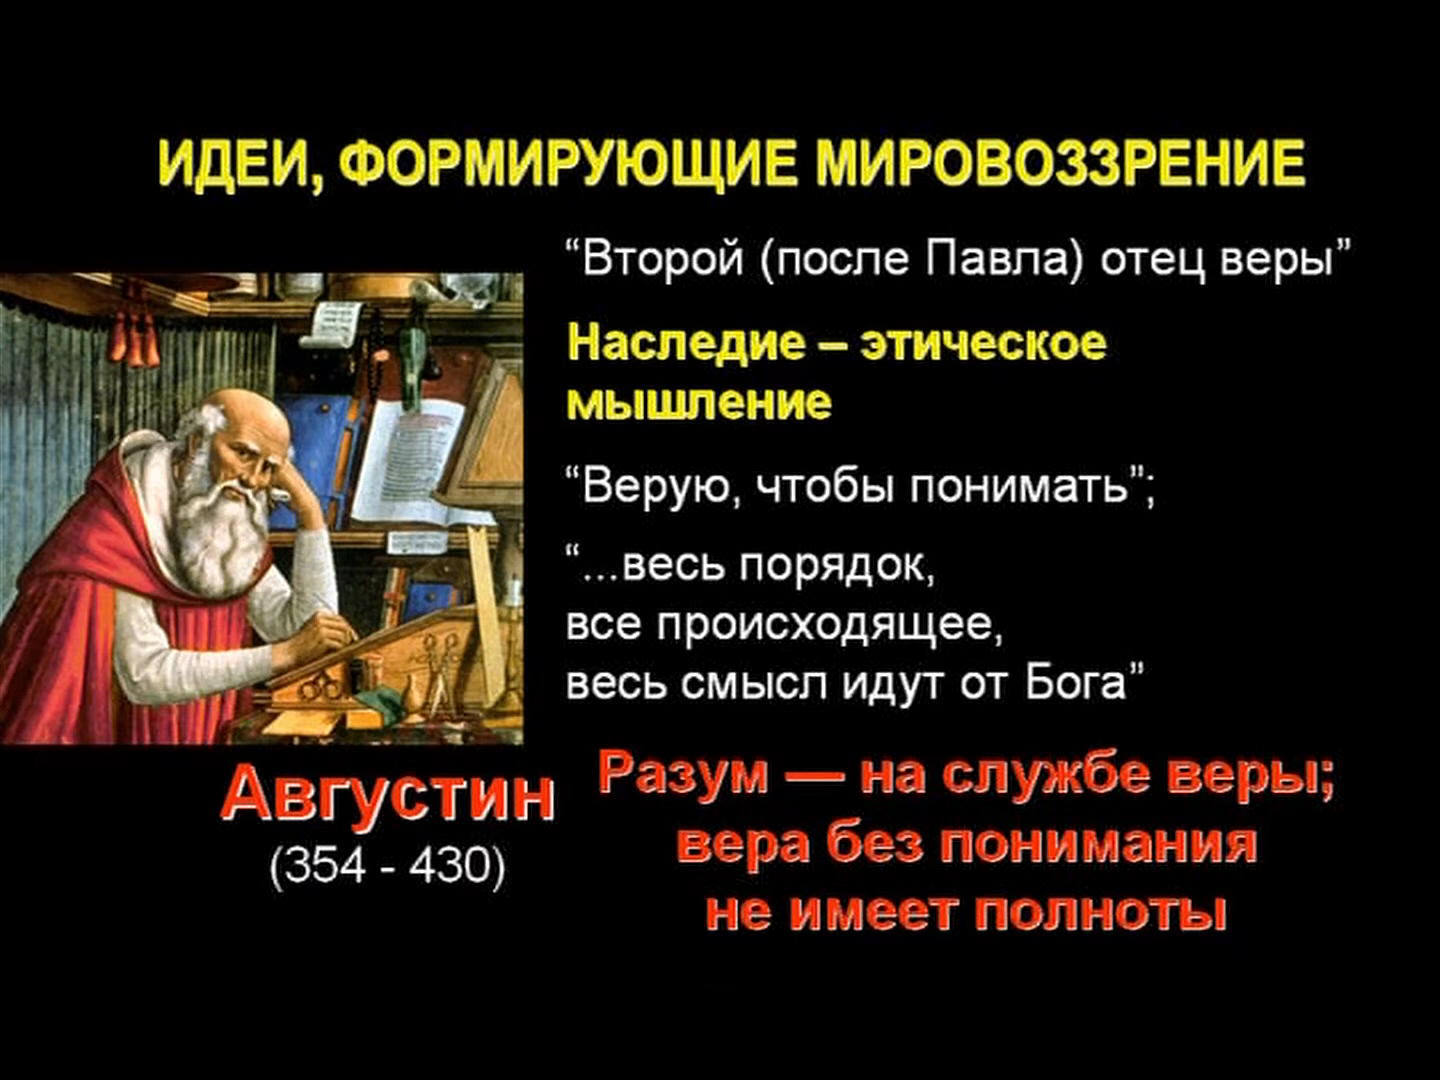 ИДЕИ, ФОРМИРУЮЩИЕ МИРОВОЗЗРЕНИЕ
“Второй (после Павла) отец веры”
Наследие – этическое
мышление
“Верую, чтобы понимать”;
“...весь порядок,
все происходящее,
весь смысл идут от Бога”
Августин
(354 - 430)
Разум — на службе веры;
вера без понимания
не имеет полноты